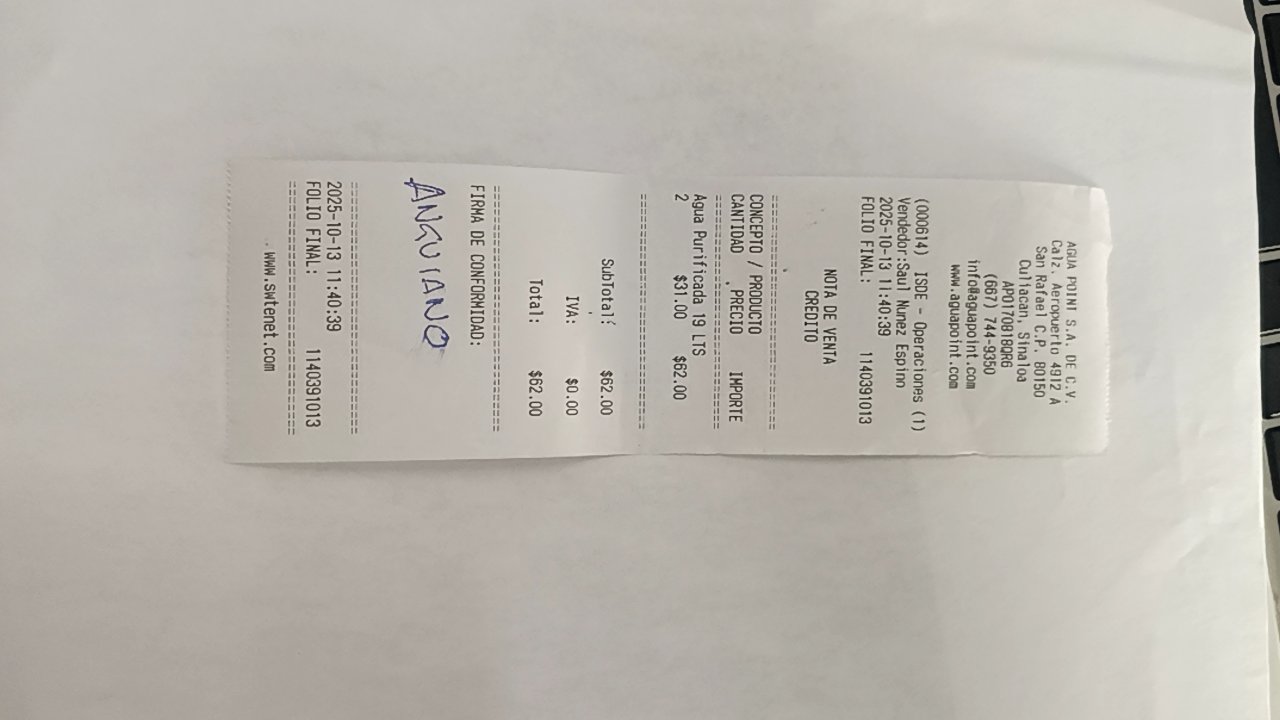 AGUA POINT S.A. DE C.V.
Calz. Aeropuerto 4912 A
San Rafael C.P. 80150
Culiacan, Sinaloa
APO170818QR6
(667) 744-9350
info@aguapoint.com
www.aguapoint.com
(000614) ISDE - Operaciones (1)
Vendedor:Saul Nunez Espinn
2025-10-13 11:40:39
FOLIO FINAL: 1140391013
NOTA DE VENTA
CREDITO
CONCEPTO / PRODUCTO
CANTIDAD PRECIO IMPORTE
Agua Purificada 19 LTS
2 $31.00 $62.00
SubTotal: $62.00
IVA: $0.00
Total: $62.00
FIRMA DE CONFORMIDAD:
ANGUIANO
2025-10-13 11:40:39
FOLIO FINAL: 1140391013
www.swtenet.com